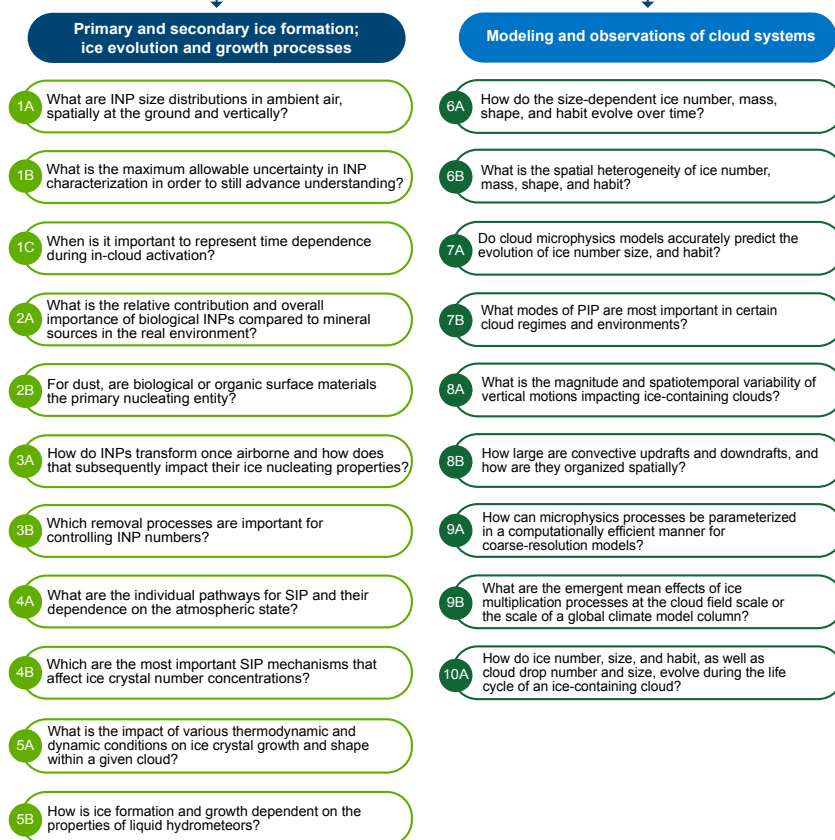 Primary and secondary ice formation;
ice evolution and growth processes
1A
What are INP size distributions in ambient air,
spatially at the ground and vertically?
1B
What is the maximum allowable uncertainty in INP
characterization in order to still advance understanding?
1C
When is it important to represent time dependence
during in-cloud activation?
2A
What is the relative contribution and overall
importance of biological INPs compared to mineral
sources in the real environment?
2B
For dust, are biological or organic surface materials
the primary nucleating entity?
3A
How do INPs transform once airborne and how does
that subsequently impact their ice nucleating properties?
3B
Which removal processes are important for
controlling INP numbers?
4A
What are the individual pathways for SIP and their
dependence on the atmospheric state?
4B
Which are the most important SIP mechanisms that
affect ice crystal number concentrations?
5A
What is the impact of various thermodynamic and
dynamic conditions on ice crystal growth and shape
within a given cloud?
5B
How is ice formation and growth dependent on the
properties of liquid hydrometeors?
Modeling and observations of cloud systems
6A
How do the size-dependent ice number, mass,
shape, and habit evolve over time?
6B
What is the spatial heterogeneity of ice number,
mass, shape, and habit?
7A
Do cloud microphysics models accurately predict the
evolution of ice number size, and habit?
7B
What modes of PIP are most important in certain
cloud regimes and environments?
8A
What is the magnitude and spatiotemporal variability of
vertical motions impacting ice-containing clouds?
8B
How large are convective updrafts and downdrafts, and
how are they organized spatially?
9A
How can microphysics processes be parameterized
in a computationally efficient manner for
coarse-resolution models?
9B
What are the emergent mean effects of ice
multiplication processes at the cloud field scale or
the scale of a global climate model column?
10A
How do ice number, size, and habit, as well as
cloud drop number and size, evolve during the life
cycle of an ice-containing cloud?